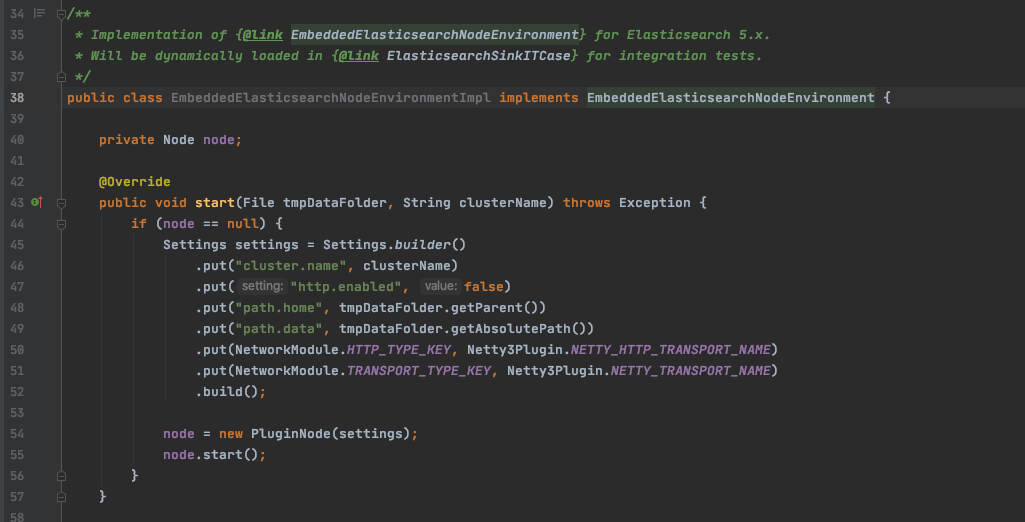 34 /**
35 * Implementation of {@link EmbeddedElasticsearchNodeEnvironment} for Elasticsearch 5.x.
36 * Will be dynamically loaded in {@link ElasticsearchSinkITCase} for integration tests.
37 */
38 public class EmbeddedElasticsearchNodeEnvironmentImpl implements EmbeddedElasticsearchNodeEnvironment {
39
40 private Node node;
41
42 @Override
43 public void start(File tmpDataFolder, String clusterName) throws Exception {
44 if (node == null) {
45 Settings settings = Settings.builder()
46 .put("cluster.name", clusterName)
47 .put( setting: "http.enabled", value: false)
48 .put("path.home", tmpDataFolder.getParent())
49 .put("path.data", tmpDataFolder.getAbsolutePath())
50 .put(NetworkModule.HTTP_TYPE_KEY, Netty3Plugin.NETTY_HTTP_TRANSPORT_NAME)
51 .put(NetworkModule.TRANSPORT_TYPE_KEY, Netty3Plugin.NETTY_TRANSPORT_NAME)
52 .build();
53
54 node = new PluginNode(settings);
55 node.start();
56 }
57 }
58